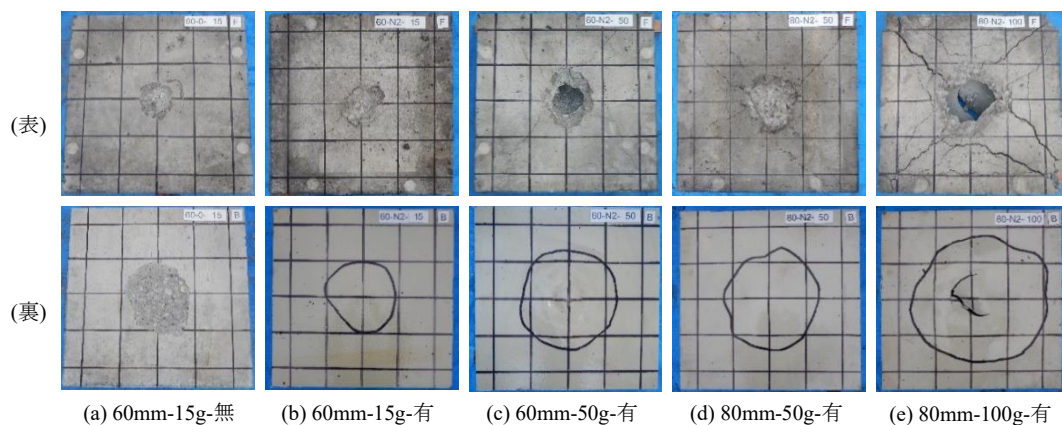 60-0- 15 F
60-N2- 15 F
60-N2- 50 F
80-N2- 50 F
80-N2- 100 F
(表)
60-0- 15 B
60-N2- 15 B
60-N2- 50 B
80-N2- 50 B
80-N2- 100 B
(裏)
(a) 60mm-15g-無
(b) 60mm-15g-有
(c) 60mm-50g-有
(d) 80mm-50g-有
(e) 80mm-100g-有